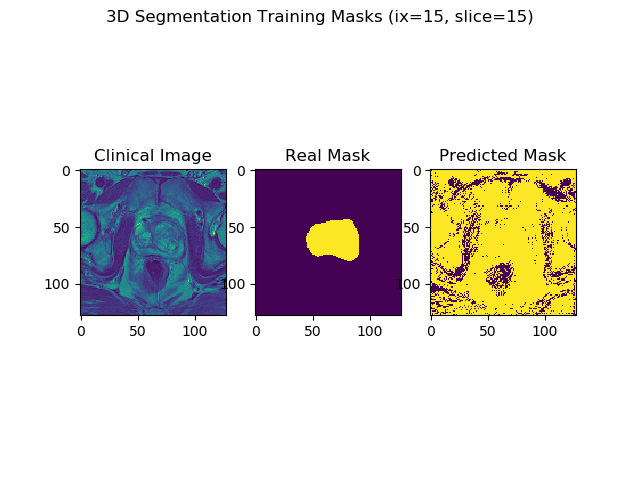 3D Segmentation Training Masks (ix=15, slice=15)
Clinical Image Real Mask Predicted Mask
0 0 0
50 50 50
100 100 100
0 50 100 0 50 100 0 50 100